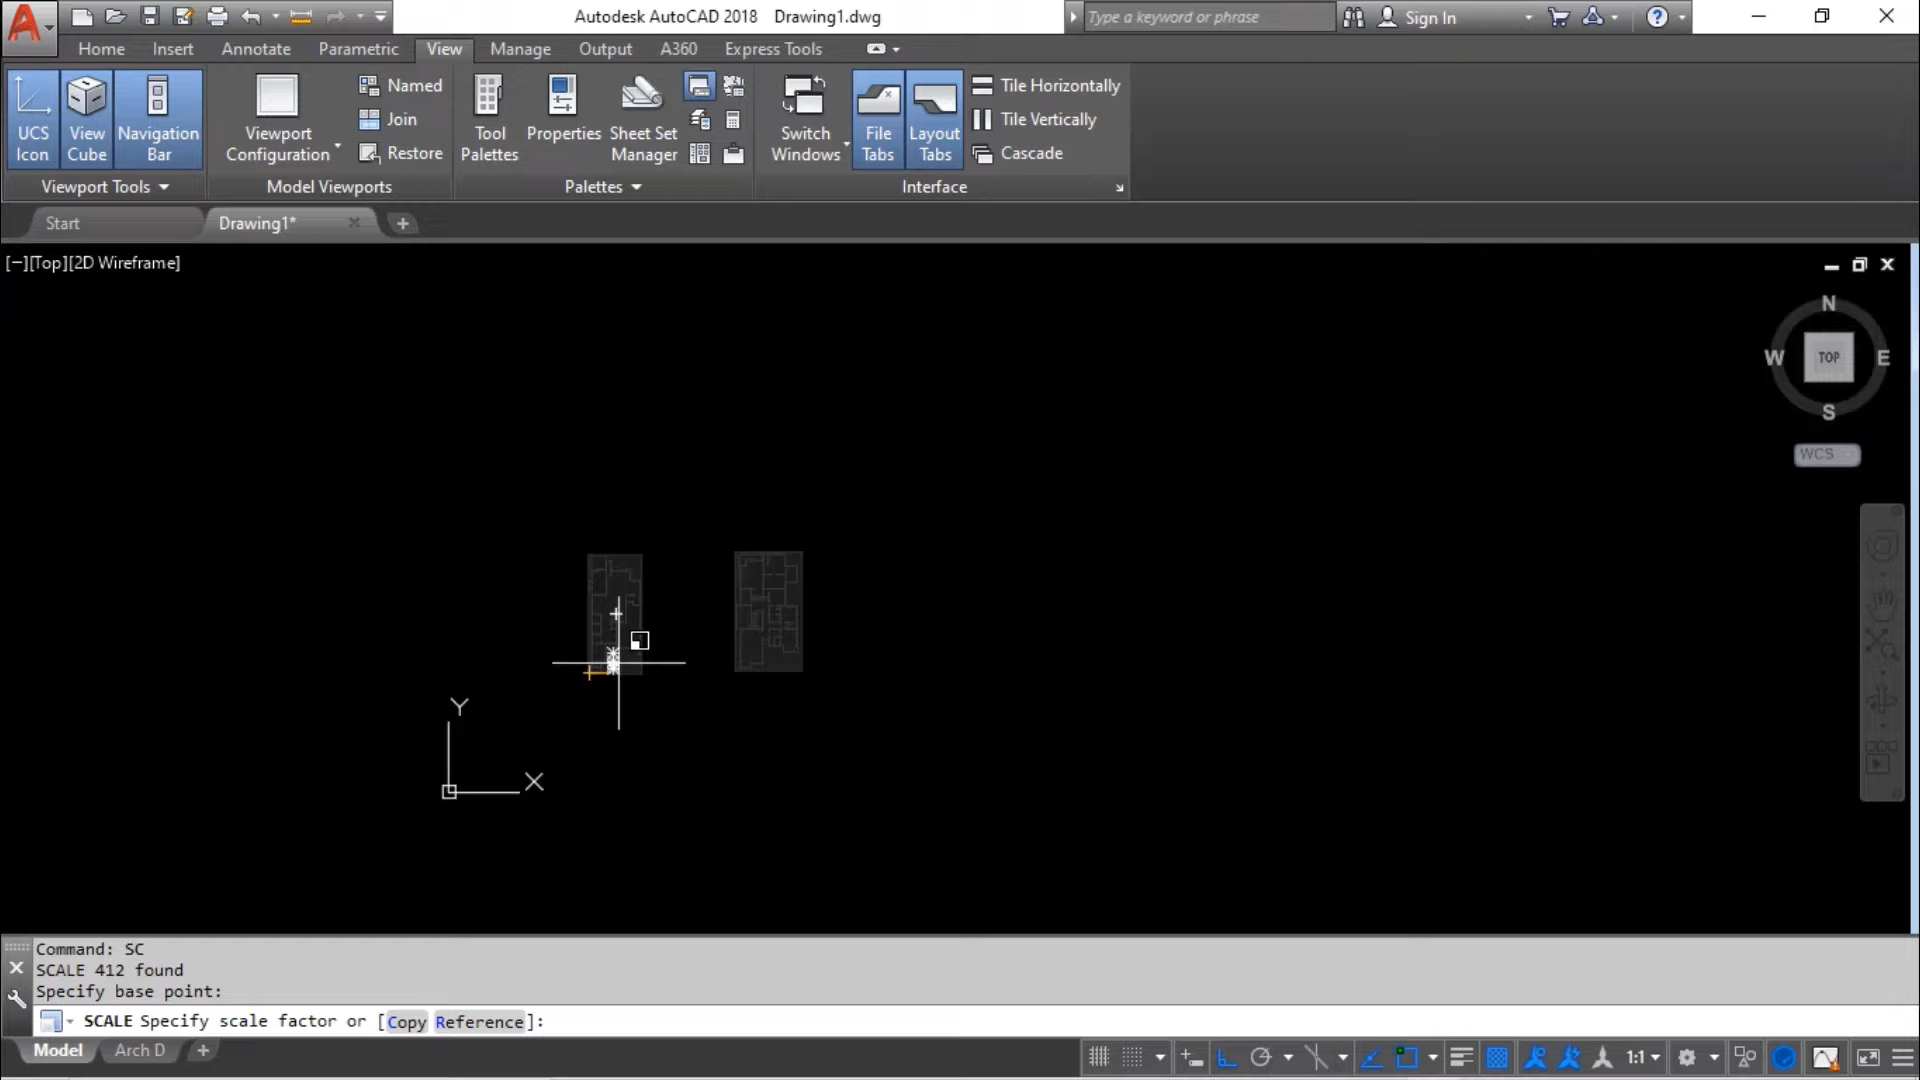 Autodesk AutoCAD 2018 Drawing1.dwg
Type a keyword or phrase
Sign In
Home Insert Annotate Parametric View Manage Output A360 Express Tools
UCS Icon
View Cube
Navigation Bar
Viewport Configuration
Named
Join
Restore
Tool Palettes
Properties
Sheet Set Manager
Switch Windows
File Tabs
Layout Tabs
Tile Horizontally
Tile Vertically
Cascade
Viewport Tools
Model Viewports
Palettes
Interface
Start
Drawing1*
[−][Top][2D Wireframe]
N
W
TOP
E
S
WCS
Y
X
Command: SC
SCALE 412 found
Specify base point:
SCALE Specify scale factor or [Copy Reference]:
Model
Arch D
1:1